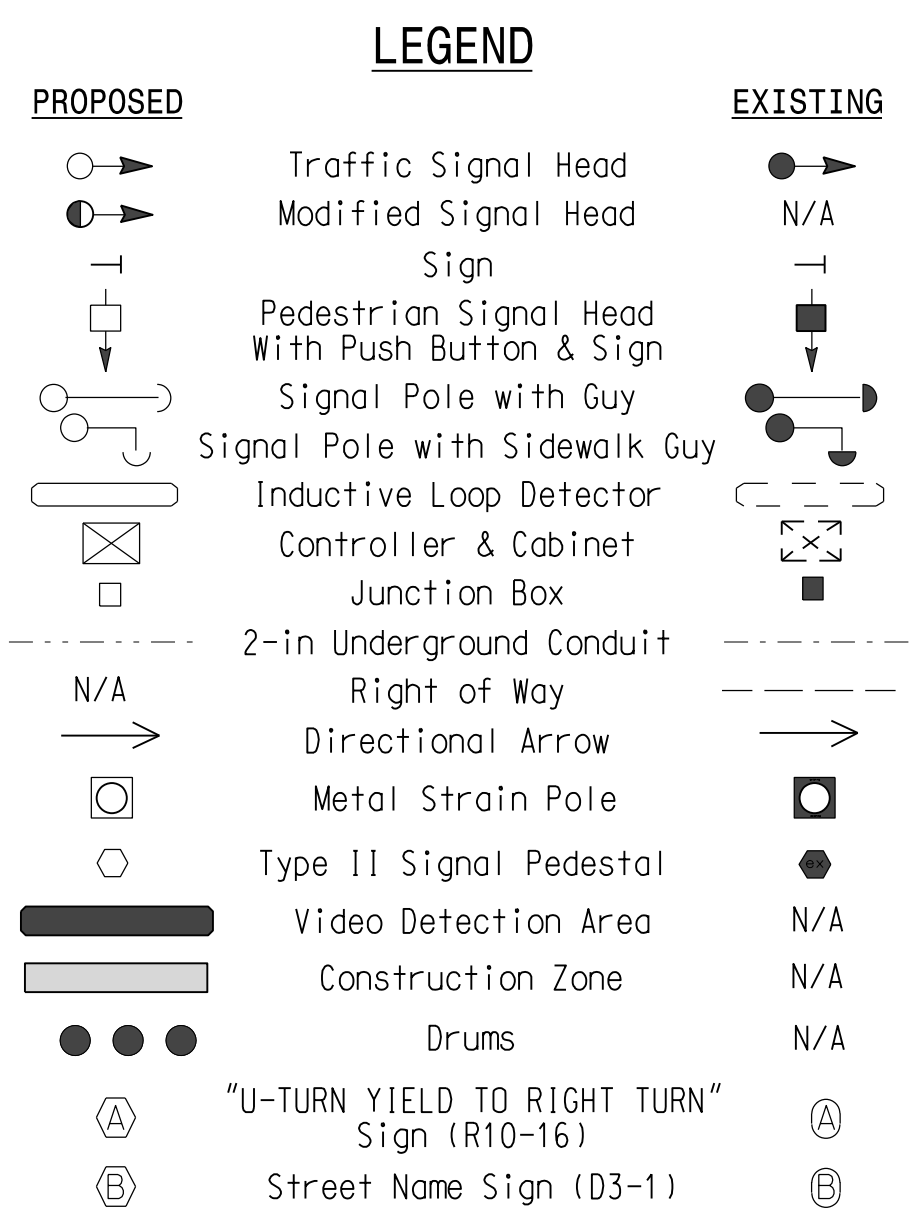 LEGEND
PROPOSED EXISTING
Traffic Signal Head
Modified Signal Head N/A
Sign
Pedestrian Signal Head
With Push Button & Sign
Signal Pole with Guy
Signal Pole with Sidewalk Guy
Inductive Loop Detector
Controller & Cabinet
Junction Box
2-in Underground Conduit
N/A Right of Way
Directional Arrow
Metal Strain Pole
Type II Signal Pedestal ex
Video Detection Area N/A
Construction Zone N/A
Drums N/A
"U-TURN YIELD TO RIGHT TURN"
A Sign (R10-16) A
B Street Name Sign (D3-1) B